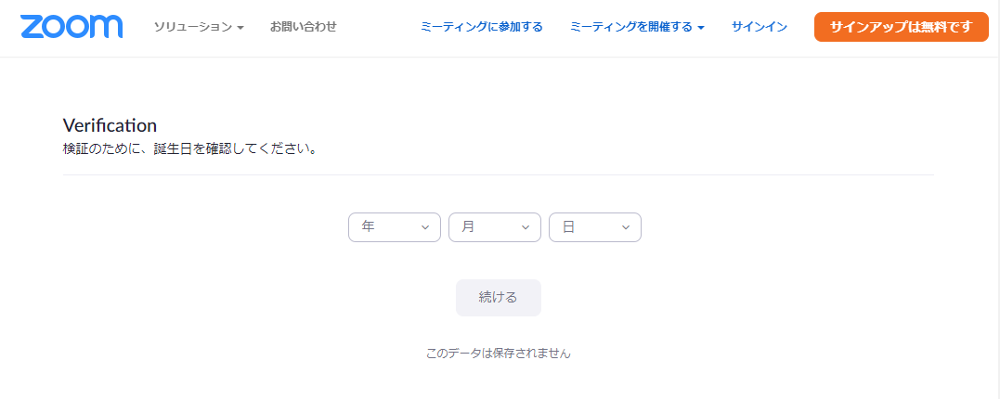 zoom ソリューション お問い合わせ ミーティングに参加する ミーティングを開催する サインイン サインアップは無料です
Verification
検証のために、誕生日を確認してください。
年 月 日
続ける
このデータは保存されません